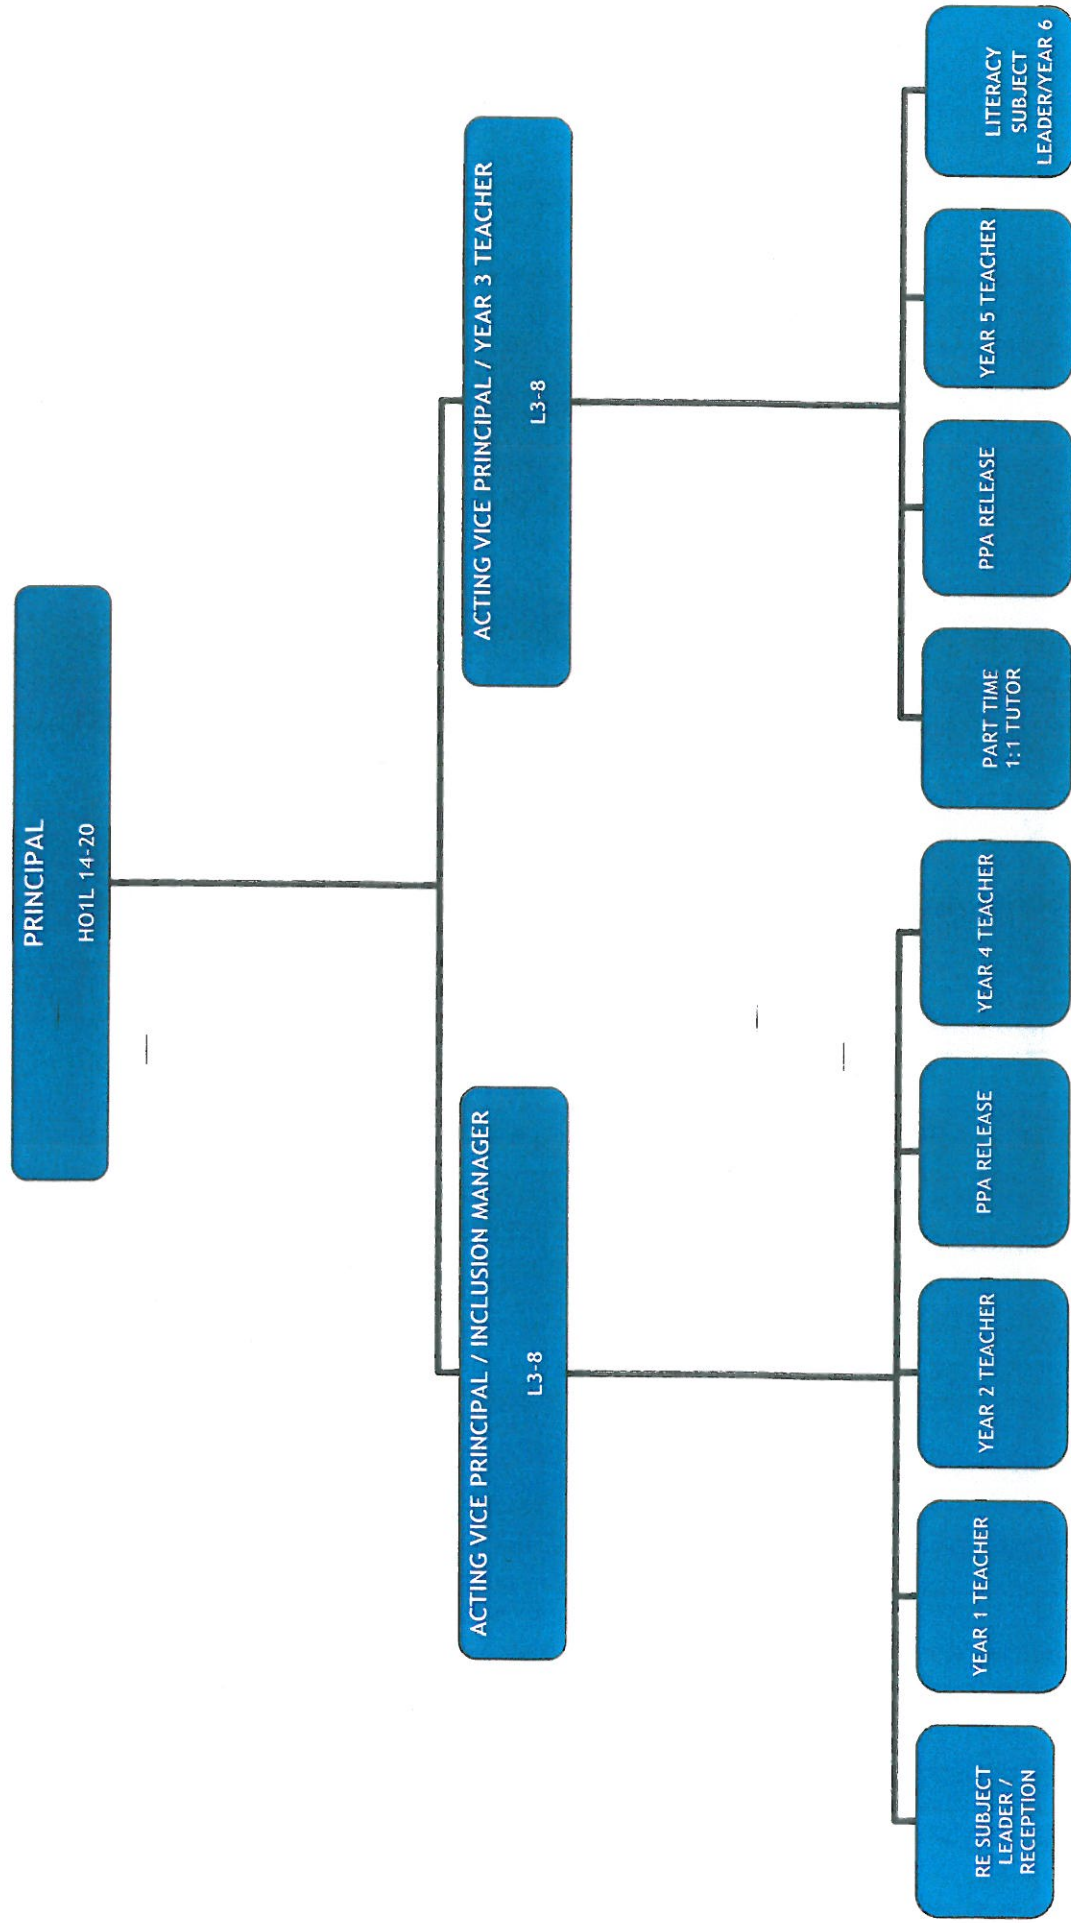 PRINCIPAL
HO1L 14-20
ACTING VICE PRINCIPAL / INCLUSION MANAGER
L3-8
ACTING VICE PRINCIPAL / YEAR 3 TEACHER
L3-8
RE SUBJECT
LEADER /
RECEPTION
YEAR 1 TEACHER
YEAR 2 TEACHER
PPA RELEASE
YEAR 4 TEACHER
PART TIME
1:1 TUTOR
PPA RELEASE
YEAR 5 TEACHER
LITERACY
SUBJECT
LEADER/YEAR 6